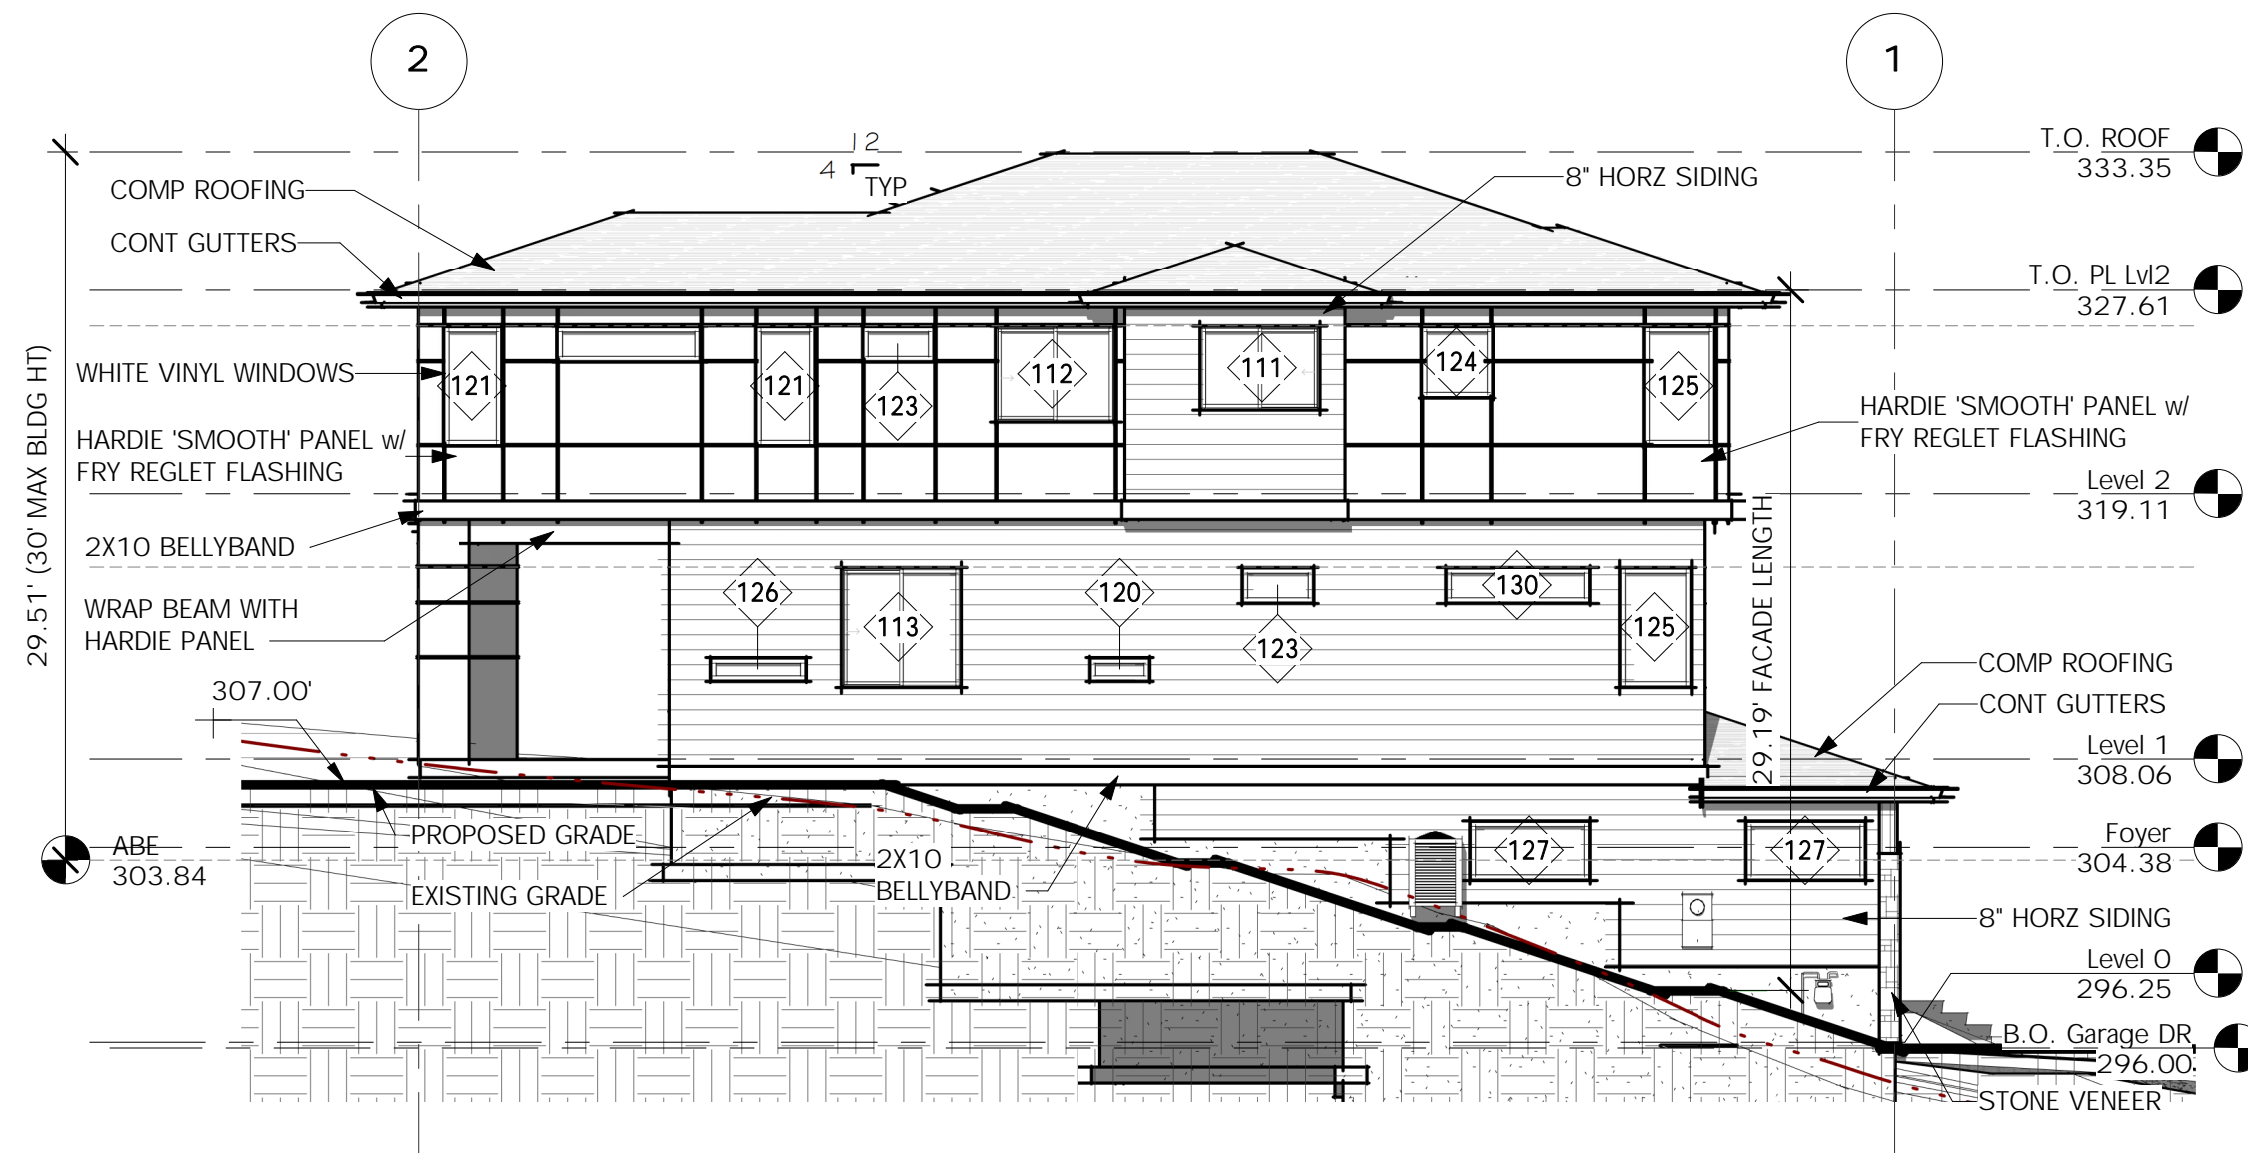 2
1
12
4
TYP
T.O. ROOF
333.35
COMP ROOFING
8" HORZ SIDING
CONT GUTTERS
T.O. PL Lvl2
327.61
29.51' (30' MAX BLDG HT)
WHITE VINYL WINDOWS
121
121
123
112
111
124
125
HARDIE 'SMOOTH' PANEL w/
FRY REGLET FLASHING
HARDIE 'SMOOTH' PANEL w/
FRY REGLET FLASHING
Level 2
319.11
2X10 BELLYBAND
29.19' FACADE LENGTH
126
113
120
123
130
125
WRAP BEAM WITH
HARDIE PANEL
307.00'
COMP ROOFING
CONT GUTTERS
Level 1
308.06
PROPOSED GRADE
ABE
303.84
EXISTING GRADE
2X10
BELLYBAND
127
127
Foyer
304.38
8" HORZ SIDING
Level 0
296.25
B.O. Garage DR
296.00
STONE VENEER